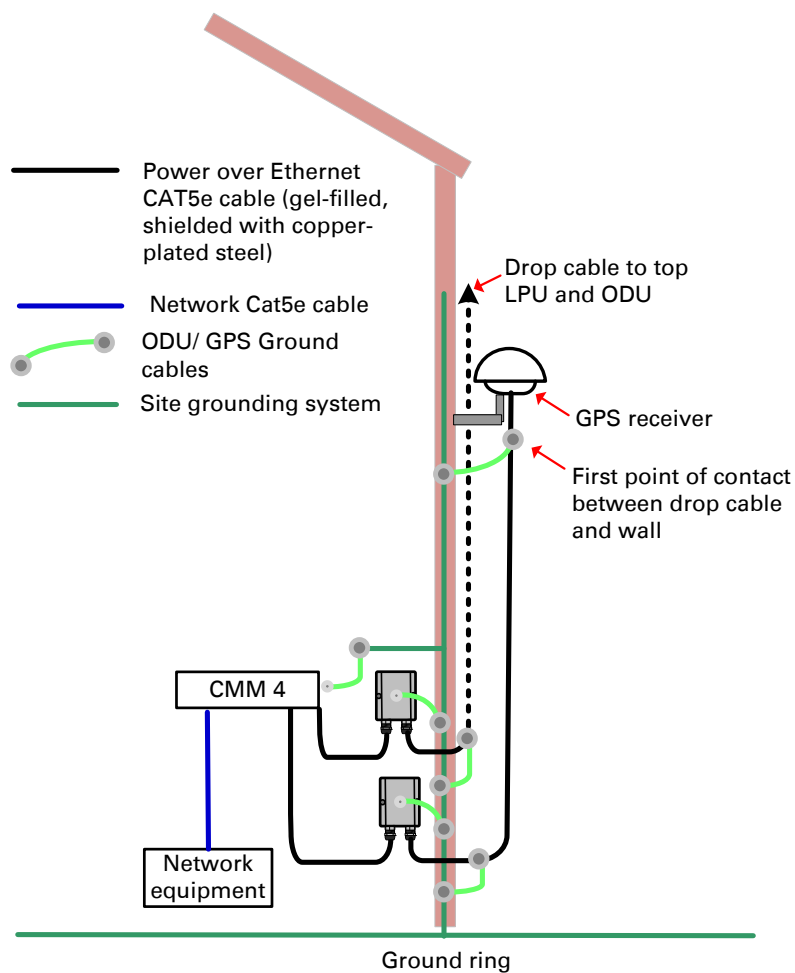 Power over Ethernet
CAT5e cable (gel-filled,
shielded with copper-
plated steel)
Network Cat5e cable
ODU/ GPS Ground
cables
Site grounding system
Drop cable to top
LPU and ODU
GPS receiver
First point of contact
between drop cable
and wall
CMM 4
Network
equipment
Ground ring